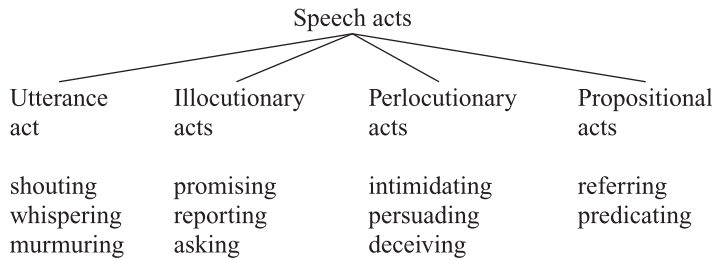 Speech acts
Utterance act
Illocutionary acts
Perlocutionary acts
Propositional acts
shouting
whispering
murmuring
promising
reporting
asking
intimidating
persuading
deceiving
referring
predicating